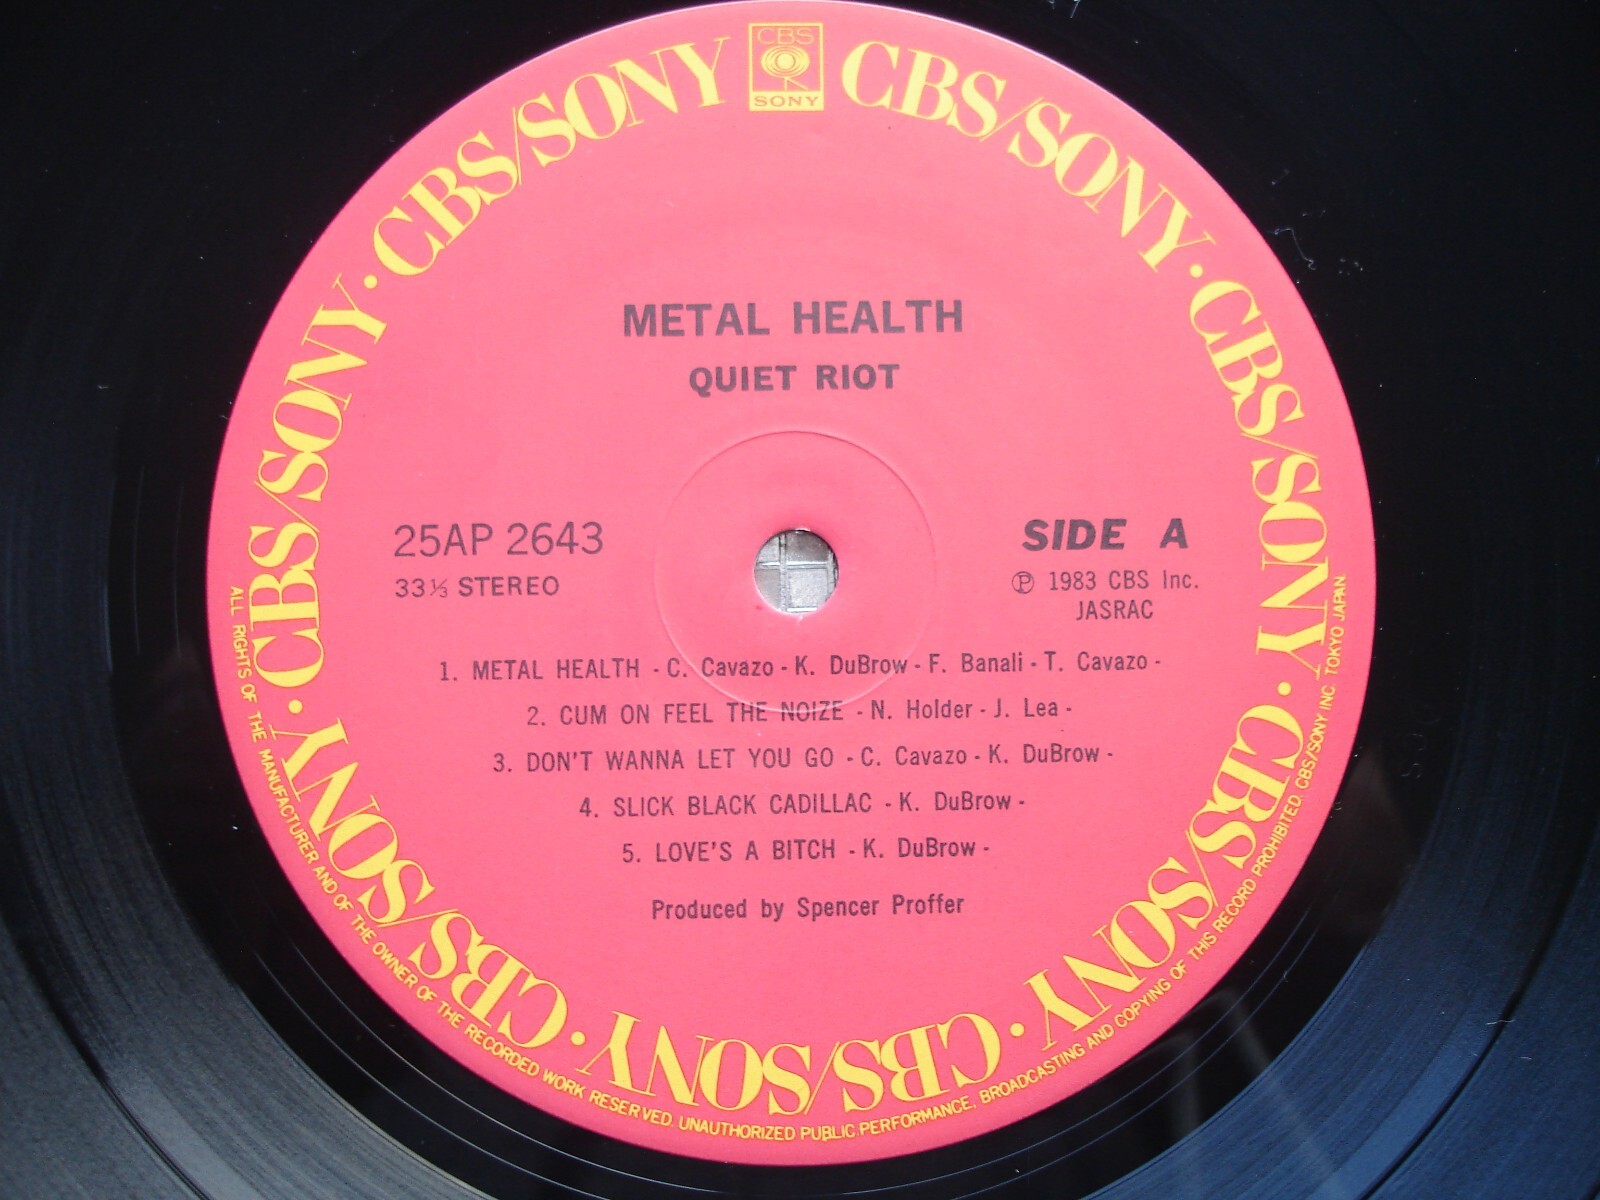 CBS
SONY
CBS/SONY · CBS/SONY · CBS/SONY · CBS/SONY · CBS/SONY · CBS/SONY · CBS/SONY · CBS/SONY
METAL HEALTH
QUIET RIOT
25AP 2643
33⅓ STEREO
SIDE A
Ⓟ 1983 CBS Inc.
JASRAC
1. METAL HEALTH - C. Cavazo - K. DuBrow - F. Banali - T. Cavazo -
2. CUM ON FEEL THE NOIZE - N. Holder - J. Lea -
3. DON'T WANNA LET YOU GO - C. Cavazo - K. DuBrow -
4. SLICK BLACK CADILLAC - K. DuBrow -
5. LOVE'S A BITCH - K. DuBrow -
Produced by Spencer Proffer
ALL RIGHTS OF THE MANUFACTURER AND OF THE OWNER OF THE RECORDED WORK RESERVED. UNAUTHORIZED PUBLIC PERFORMANCE, BROADCASTING AND COPYING OF THIS RECORD PROHIBITED. CBS/SONY INC. TOKYO JAPAN